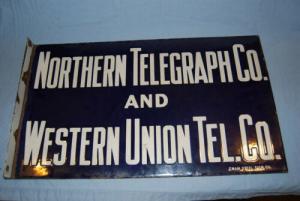 NORTHERN TELEGRAPH CO.
AND
WESTERN UNION TEL. CO.